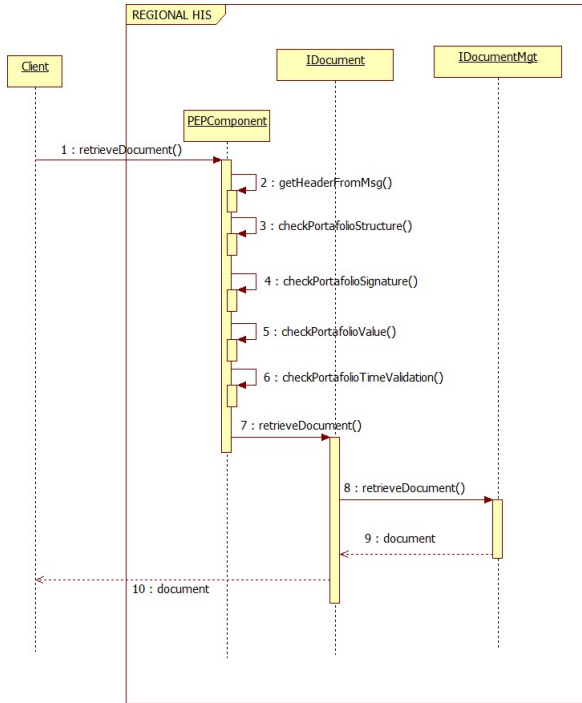 REGIONAL HIS
Client
IDocument
IDocumentMgt
PEPComponent
1 : retrieveDocument()
2 : getHeaderFromMsg()
3 : checkPortafolioStructure()
4 : checkPortafolioSignature()
5 : checkPortafolioValue()
6 : checkPortafolioTimeValidation()
7 : retrieveDocument()
8 : retrieveDocument()
9 : document
10 : document